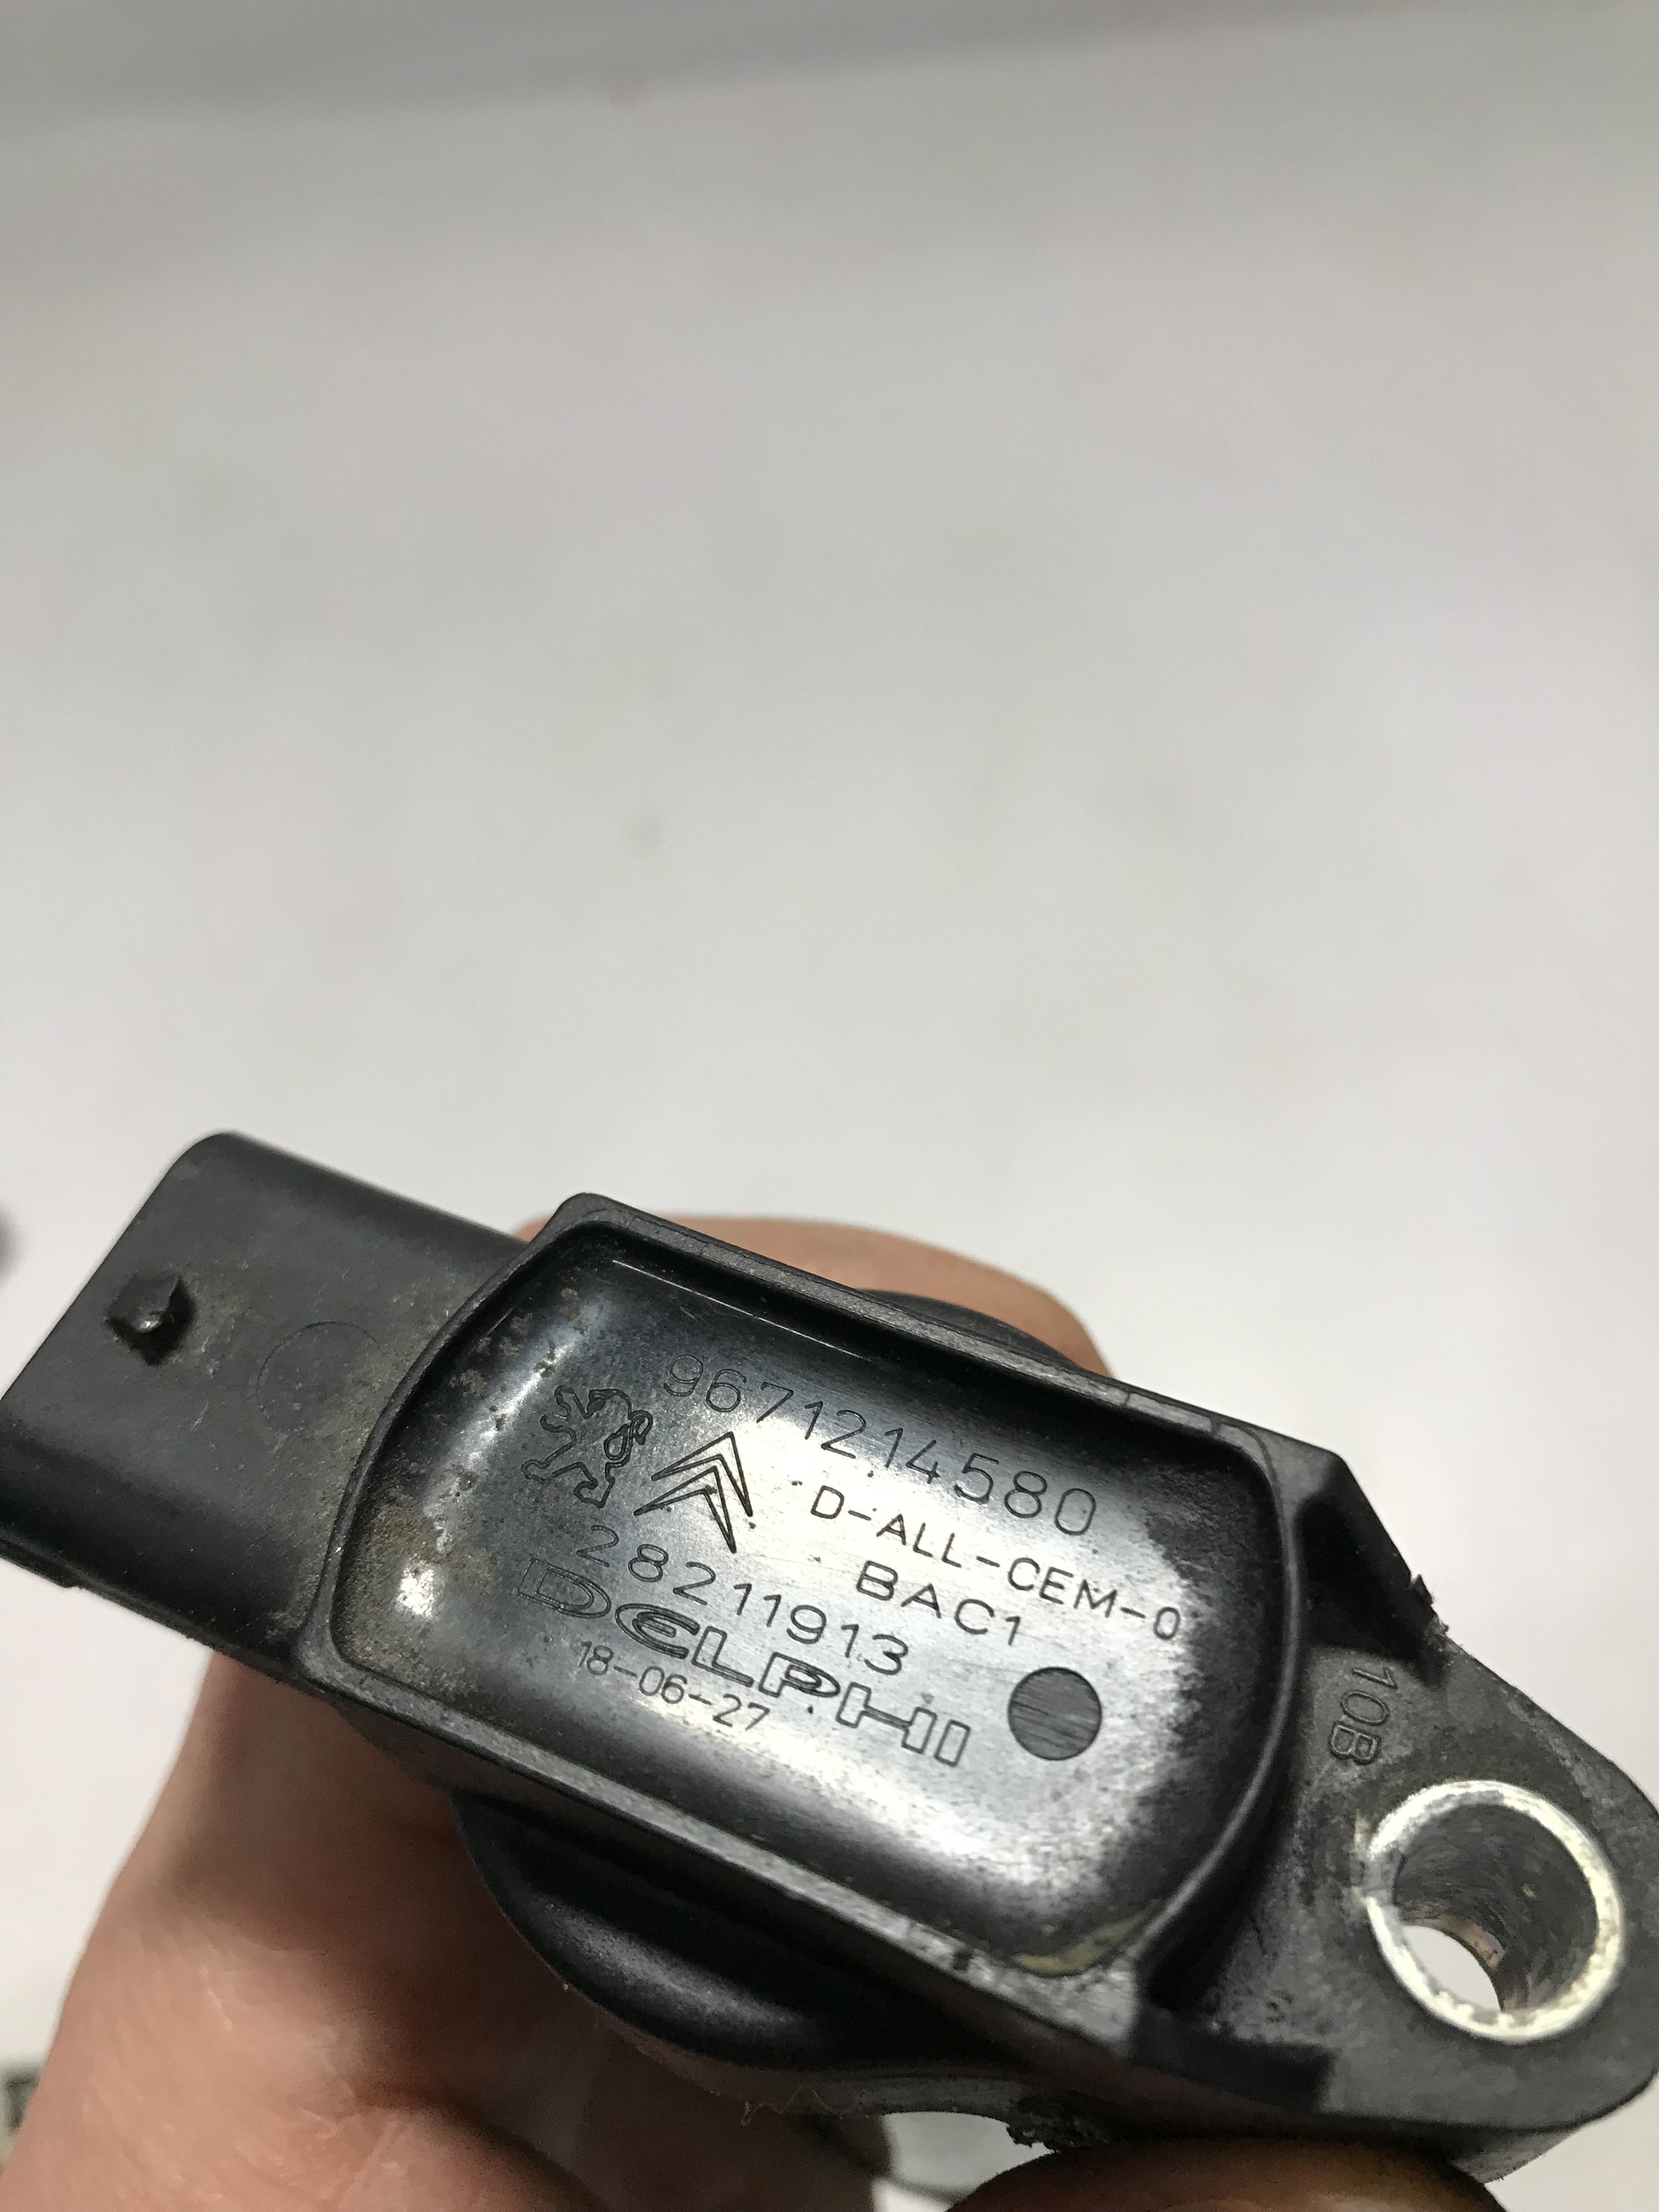 9671214580
D-ALL-CEM-0
BAC1
28211913
DELPHI
18-06-27
10B